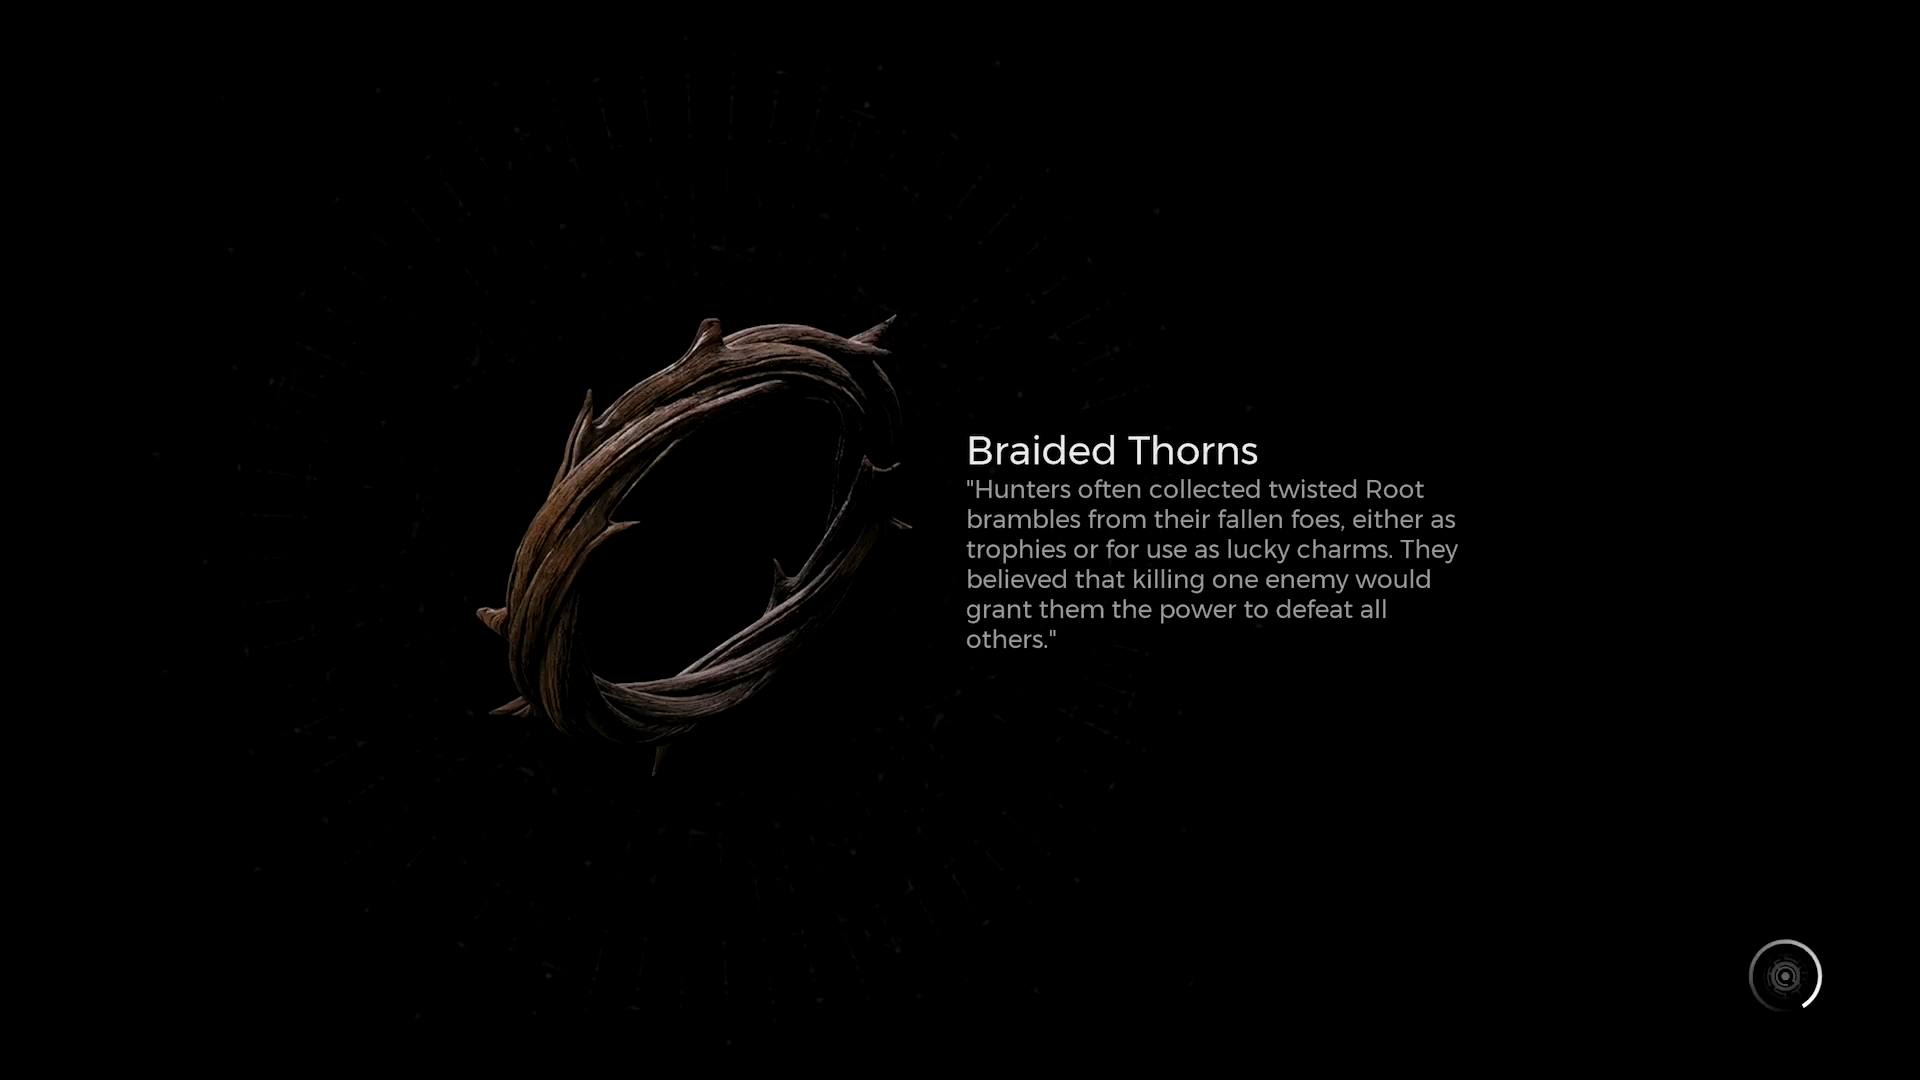 Braided Thorns
"Hunters often collected twisted Root
brambles from their fallen foes, either as
trophies or for use as lucky charms. They
believed that killing one enemy would
grant them the power to defeat all
others."